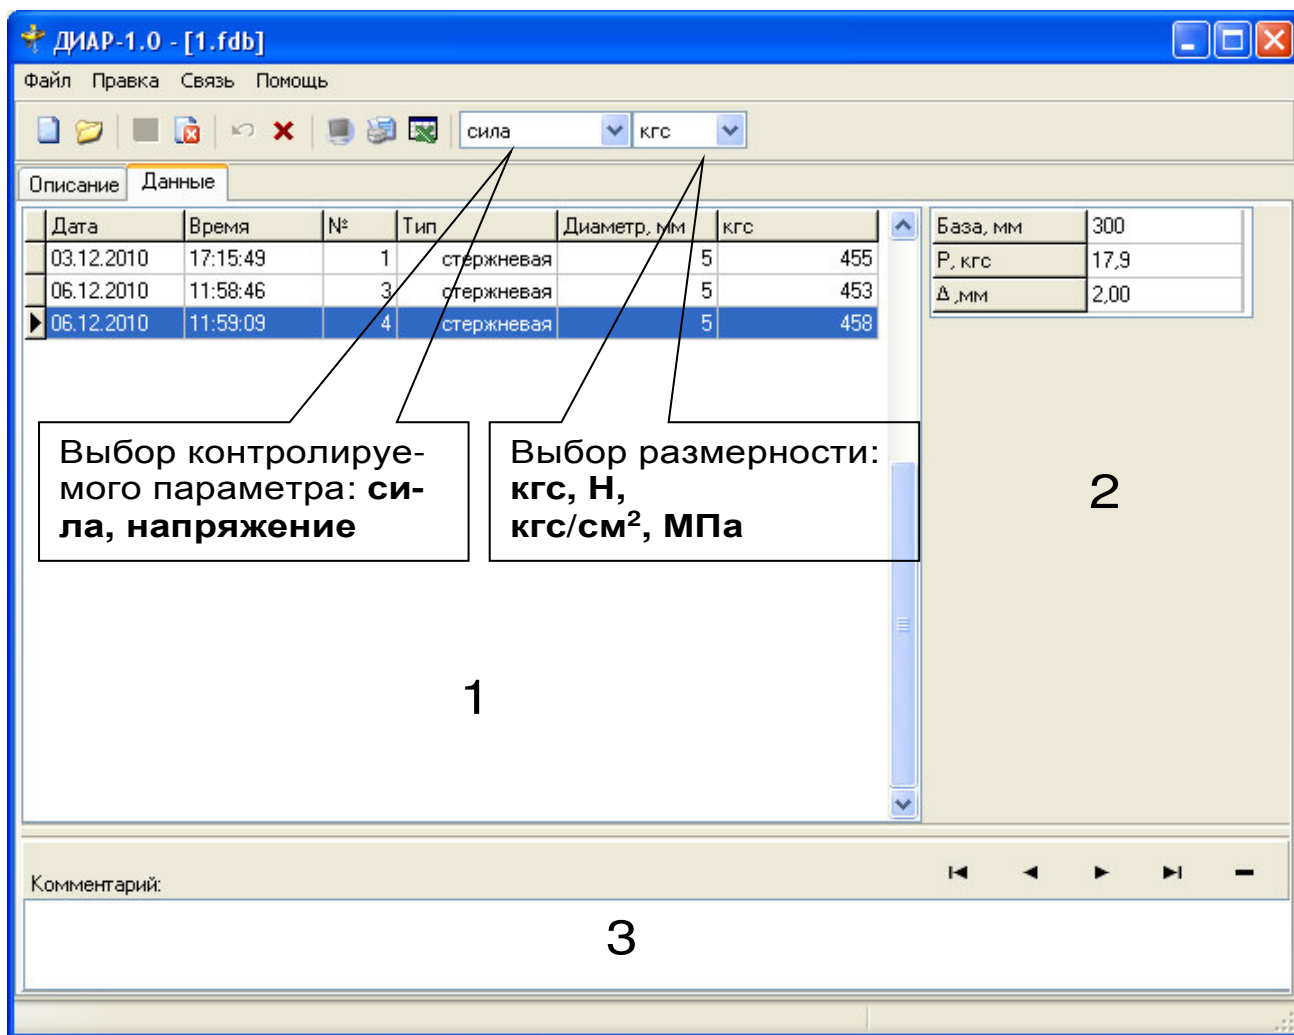 ДИАР-1.0 - [1.fdb]
Файл Правка Связь Помощь
сила кгс
Описание Данные
Дата Время № Тип Диаметр, мм кгс
03.12.2010 17:15:49 1 стержневая 5 455
06.12.2010 11:58:46 3 стержневая 5 453
06.12.2010 11:59:09 4 стержневая 5 458
База, мм 300
Р, кгс 17,9
Δ,мм 2,00
Выбор контролируе-
мого параметра: си-
ла, напряжение
Выбор размерности:
кгс, Н,
кгс/см², МПа
2
1
Комментарий:
3